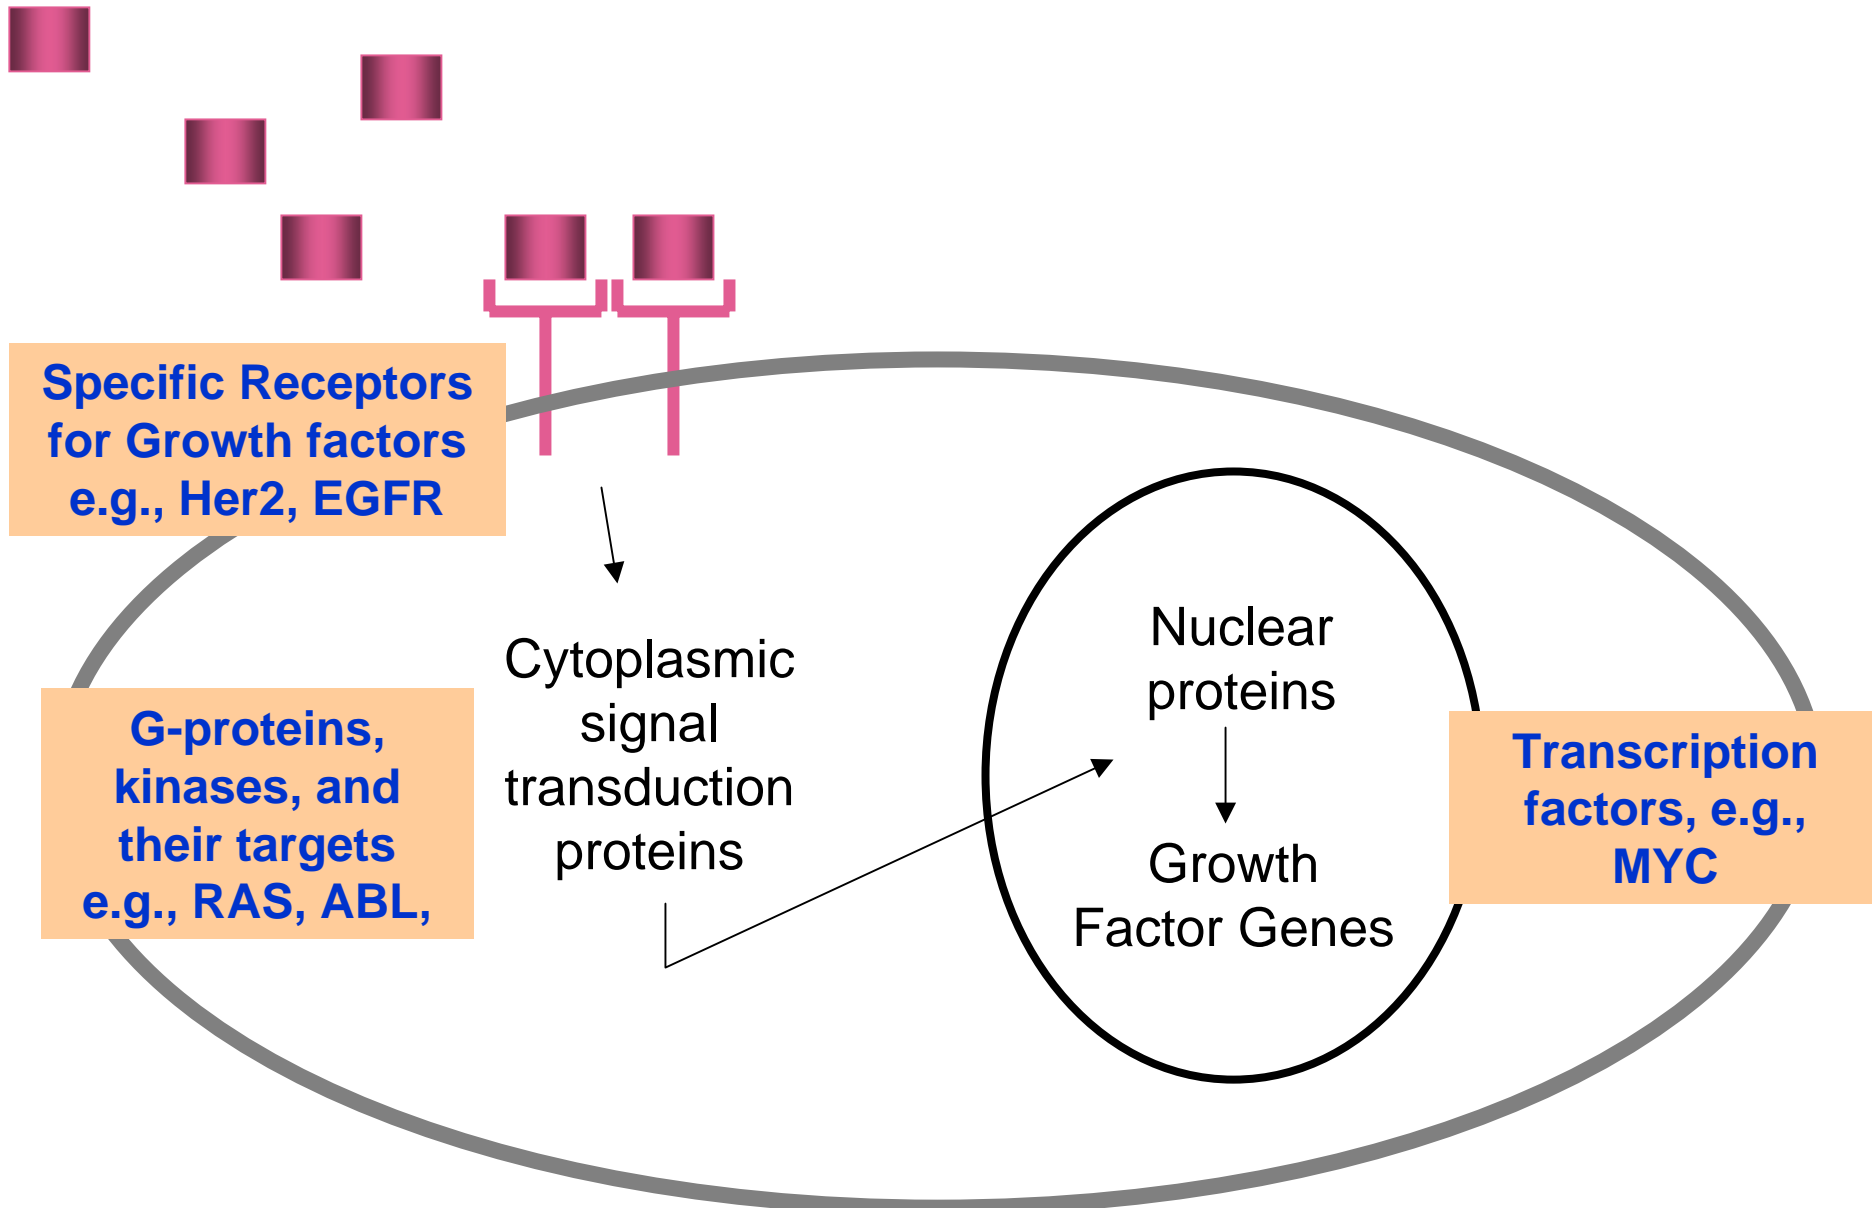 Specific Receptors
for Growth factors
e.g., Her2, EGFR
Cytoplasmic
signal
transduction
proteins
G-proteins,
kinases, and
their targets
e.g., RAS, ABL,
Nuclear
proteins
Growth
Factor Genes
Transcription
factors, e.g.,
MYC